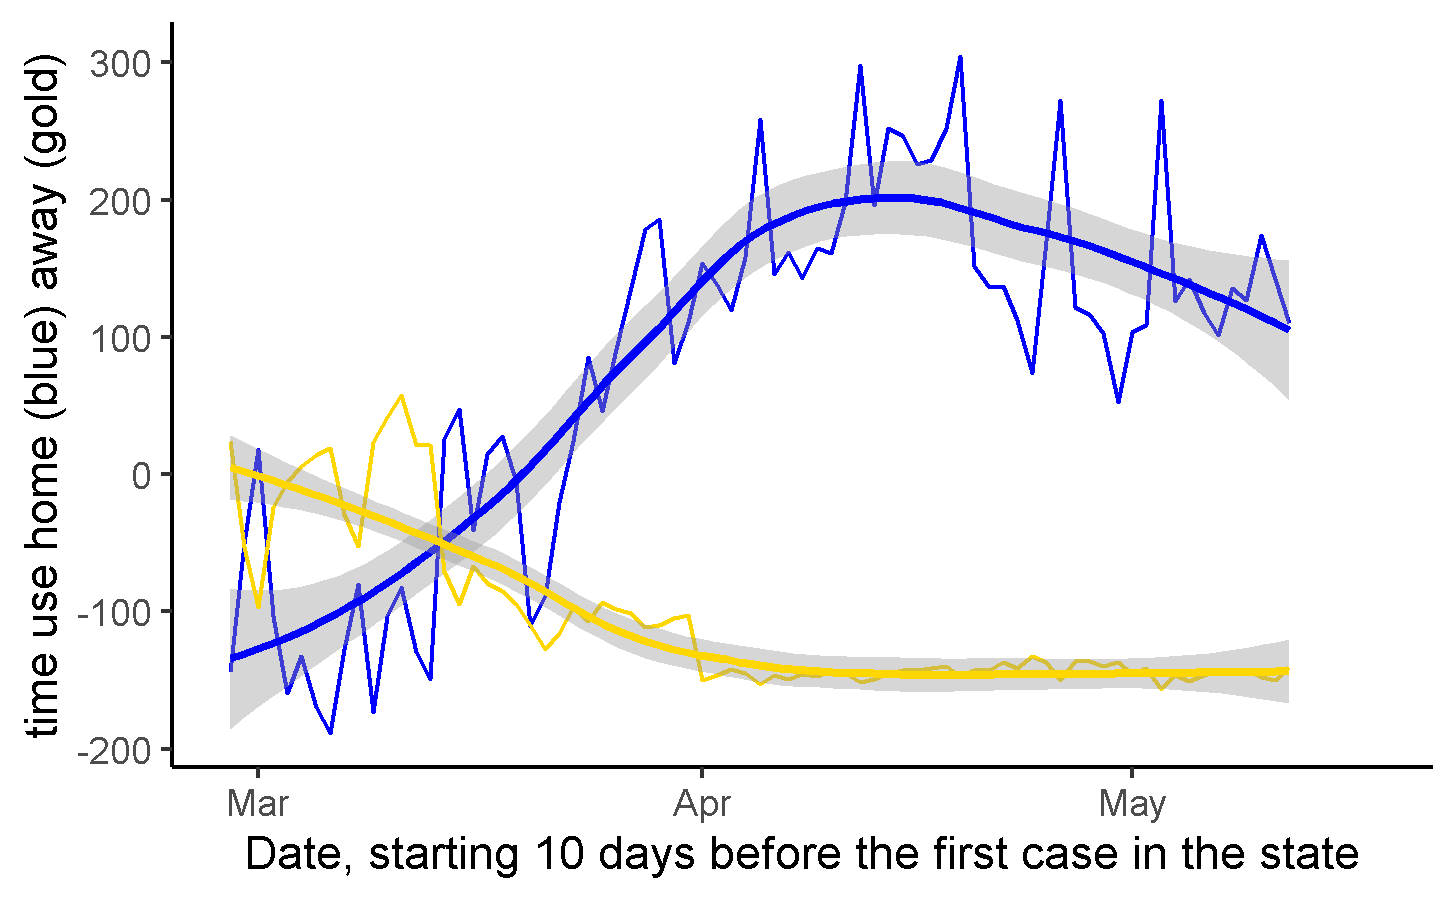 time use home (blue) away (gold)
300
200
100
0
-100
-200
Mar
Apr
May
Date, starting 10 days before the first case in the state